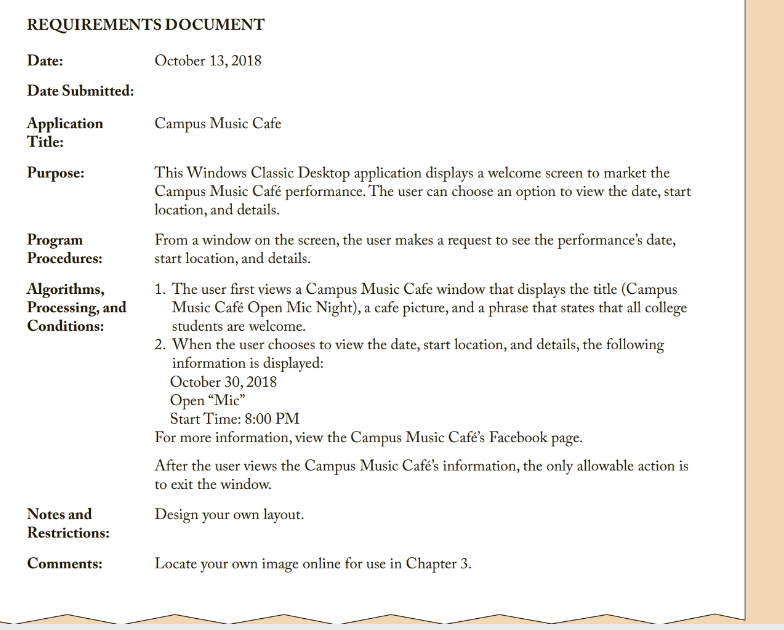 REQUIREMENTS DOCUMENT
Date: October 13, 2018
Date Submitted:
Application Title: Campus Music Cafe
Purpose: This Windows Classic Desktop application displays a welcome screen to market the
Campus Music Café performance. The user can choose an option to view the date, start
location, and details.
Program Procedures: From a window on the screen, the user makes a request to see the performance's date,
start location, and details.
Algorithms, Processing, and Conditions: 1. The user first views a Campus Music Cafe window that displays the title (Campus
Music Café Open Mic Night), a cafe picture, and a phrase that states that all college
students are welcome.
2. When the user chooses to view the date, start location, and details, the following
information is displayed:
October 30, 2018
Open “Mic”
Start Time: 8:00 PM
For more information, view the Campus Music Café's Facebook page.
After the user views the Campus Music Café's information, the only allowable action is
to exit the window.
Notes and Restrictions: Design your own layout.
Comments: Locate your own image online for use in Chapter 3.